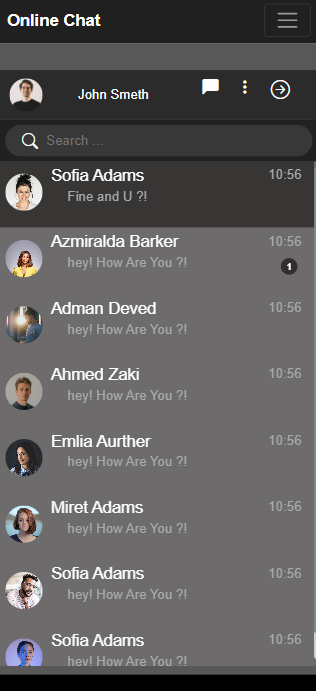 Online Chat
John Smeth
Search ...
Sofia Adams 10:56
Fine and U ?!
Azmiralda Barker 10:56
hey! How Are You ?! 1
Adman Deved 10:56
hey! How Are You ?!
Ahmed Zaki 10:56
hey! How Are You ?!
Emlia Aurther 10:56
hey! How Are You ?!
Miret Adams 10:56
hey! How Are You ?!
Sofia Adams 10:56
hey! How Are You ?!
Sofia Adams 10:56
hey! How Are You ?!